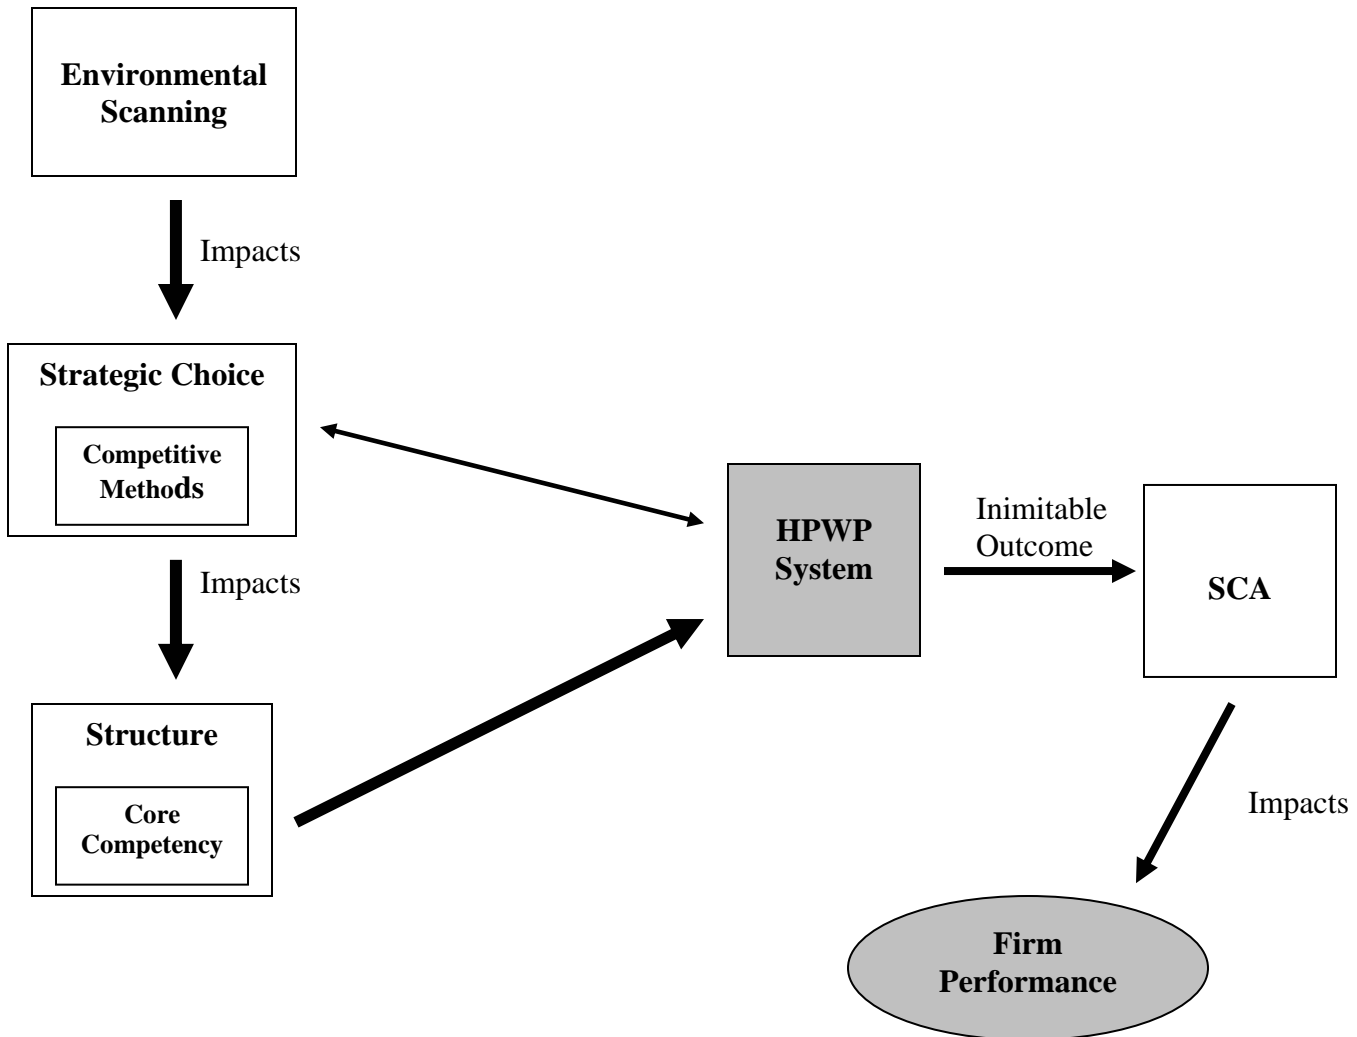 Environmental
Scanning
Impacts
Strategic Choice
Competitive
Methods
Impacts
Structure
Core
Competency
HPWP
System
Inimitable
Outcome
SCA
Impacts
Firm
Performance